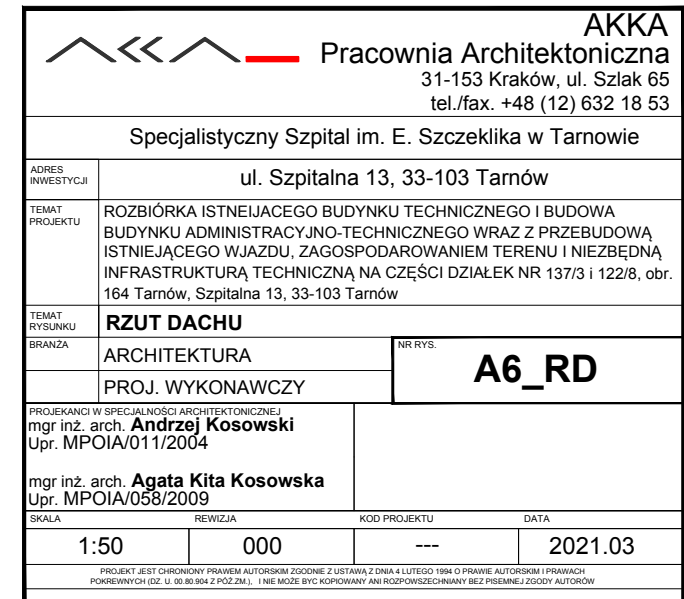 AKKA
Pracownia Architektoniczna
31-153 Kraków, ul. Szlak 65
tel./fax. +48 (12) 632 18 53
Specjalistyczny Szpital im. E. Szczeklika w Tarnowie
ADRES
INWESTYCJI
ul. Szpitalna 13, 33-103 Tarnów
TEMAT
PROJEKTU
ROZBIÓRKA ISTNEIJACEGO BUDYNKU TECHNICZNEGO I BUDOWA
BUDYNKU ADMINISTRACYJNO-TECHNICZNEGO WRAZ Z PRZEBUDOWĄ
ISTNIEJĄCEGO WJAZDU, ZAGOSPODAROWANIEM TERENU I NIEZBĘDNĄ
INFRASTRUKTURĄ TECHNICZNĄ NA CZĘŚCI DZIAŁEK NR 137/3 i 122/8, obr.
164 Tarnów, Szpitalna 13, 33-103 Tarnów
TEMAT
RYSUNKU
RZUT DACHU
BRANŻA
ARCHITEKTURA
PROJ. WYKONAWCZY
NR RYS.
A6_RD
PROJEKANCI W SPECJALNOŚCI ARCHITEKTONICZNEJ
mgr inż. arch. Andrzej Kosowski
Upr. MPOIA/011/2004
mgr inż. arch. Agata Kita Kosowska
Upr. MPOIA/058/2009
SKALA REWIZJA KOD PROJEKTU DATA
1:50 000 --- 2021.03
PROJEKT JEST CHRONIONY PRAWEM AUTORSKIM ZGODNIE Z USTAWĄ Z DNIA 4 LUTEGO 1994 O PRAWIE AUTORSKIM I PRAWACH
POKREWNYCH (DZ. U. 00.80.904 Z PÓŹ.ZM.), I NIE MOŻE BYC KOPIOWANY ANI ROZPOWSZECHNIANY BEZ PISEMNEJ ZGODY AUTORÓW